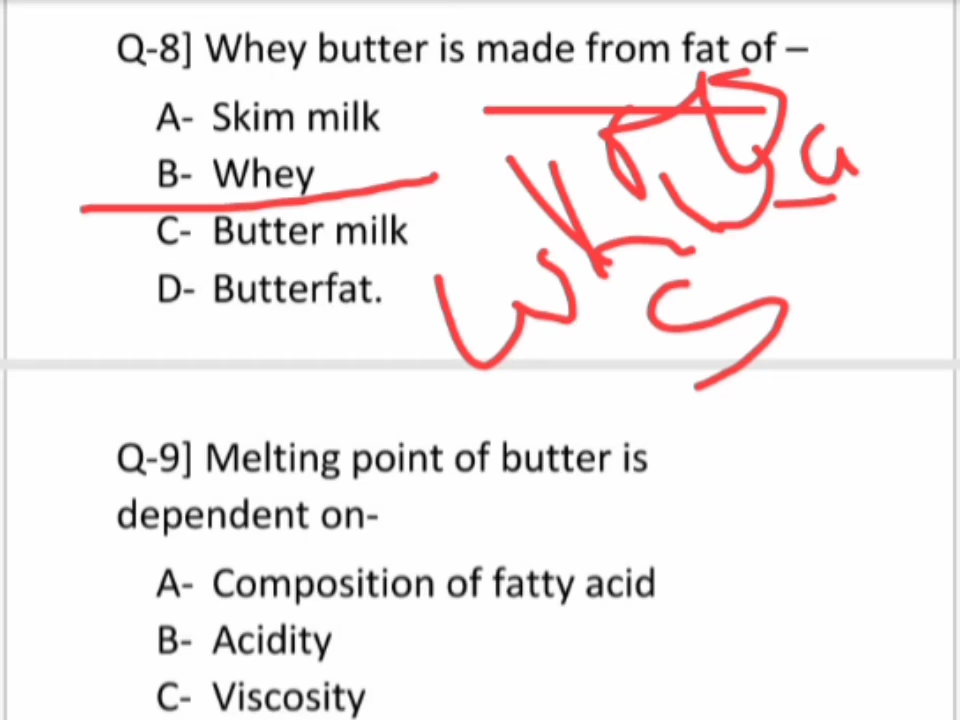 Q-8] Whey butter is made from fat of –
A- Skim milk
B- Whey
C- Butter milk
D- Butterfat.
Q-9] Melting point of butter is
dependent on-
A- Composition of fatty acid
B- Acidity
C- Viscosity